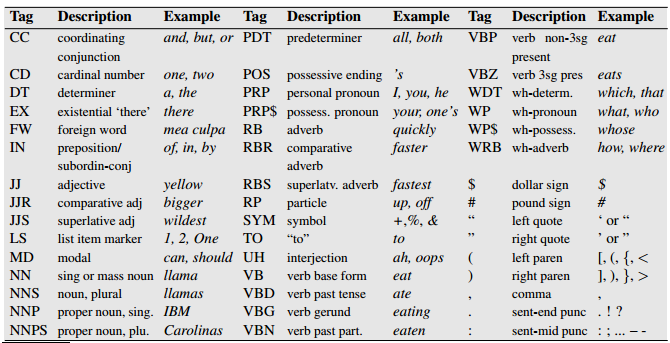 Tag Description Example Tag Description Example Tag Description Example
CC coordinating conjunction and, but, or PDT predeterminer all, both VBP verb non-3sg present eat
CD cardinal number one, two POS possessive ending 's VBZ verb 3sg pres eats
DT determiner a, the PRP personal pronoun I, you, he WDT wh-determ. which, that
EX existential ‘there’ there PRP$ possess. pronoun your, one's WP wh-pronoun what, who
FW foreign word mea culpa RB adverb quickly WP$ wh-possess. whose
IN preposition/ subordin-conj of, in, by RBR comparative adverb faster WRB wh-adverb how, where
JJ adjective yellow RBS superlatv. adverb fastest $ dollar sign $
JJR comparative adj bigger RP particle up, off # pound sign #
JJS superlative adj wildest SYM symbol +,%, & “ left quote ‘ or “
LS list item marker 1, 2, One TO “to” to ” right quote ’ or ”
MD modal can, should UH interjection ah, oops ( left paren [, (, {, <
NN sing or mass noun llama VB verb base form eat ) right paren ], ), }, >
NNS noun, plural llamas VBD verb past tense ate , comma ,
NNP proper noun, sing. IBM VBG verb gerund eating . sent-end punc . ! ?
NNPS proper noun, plu. Carolinas VBN verb past part. eaten : sent-mid punc : ; ... – -